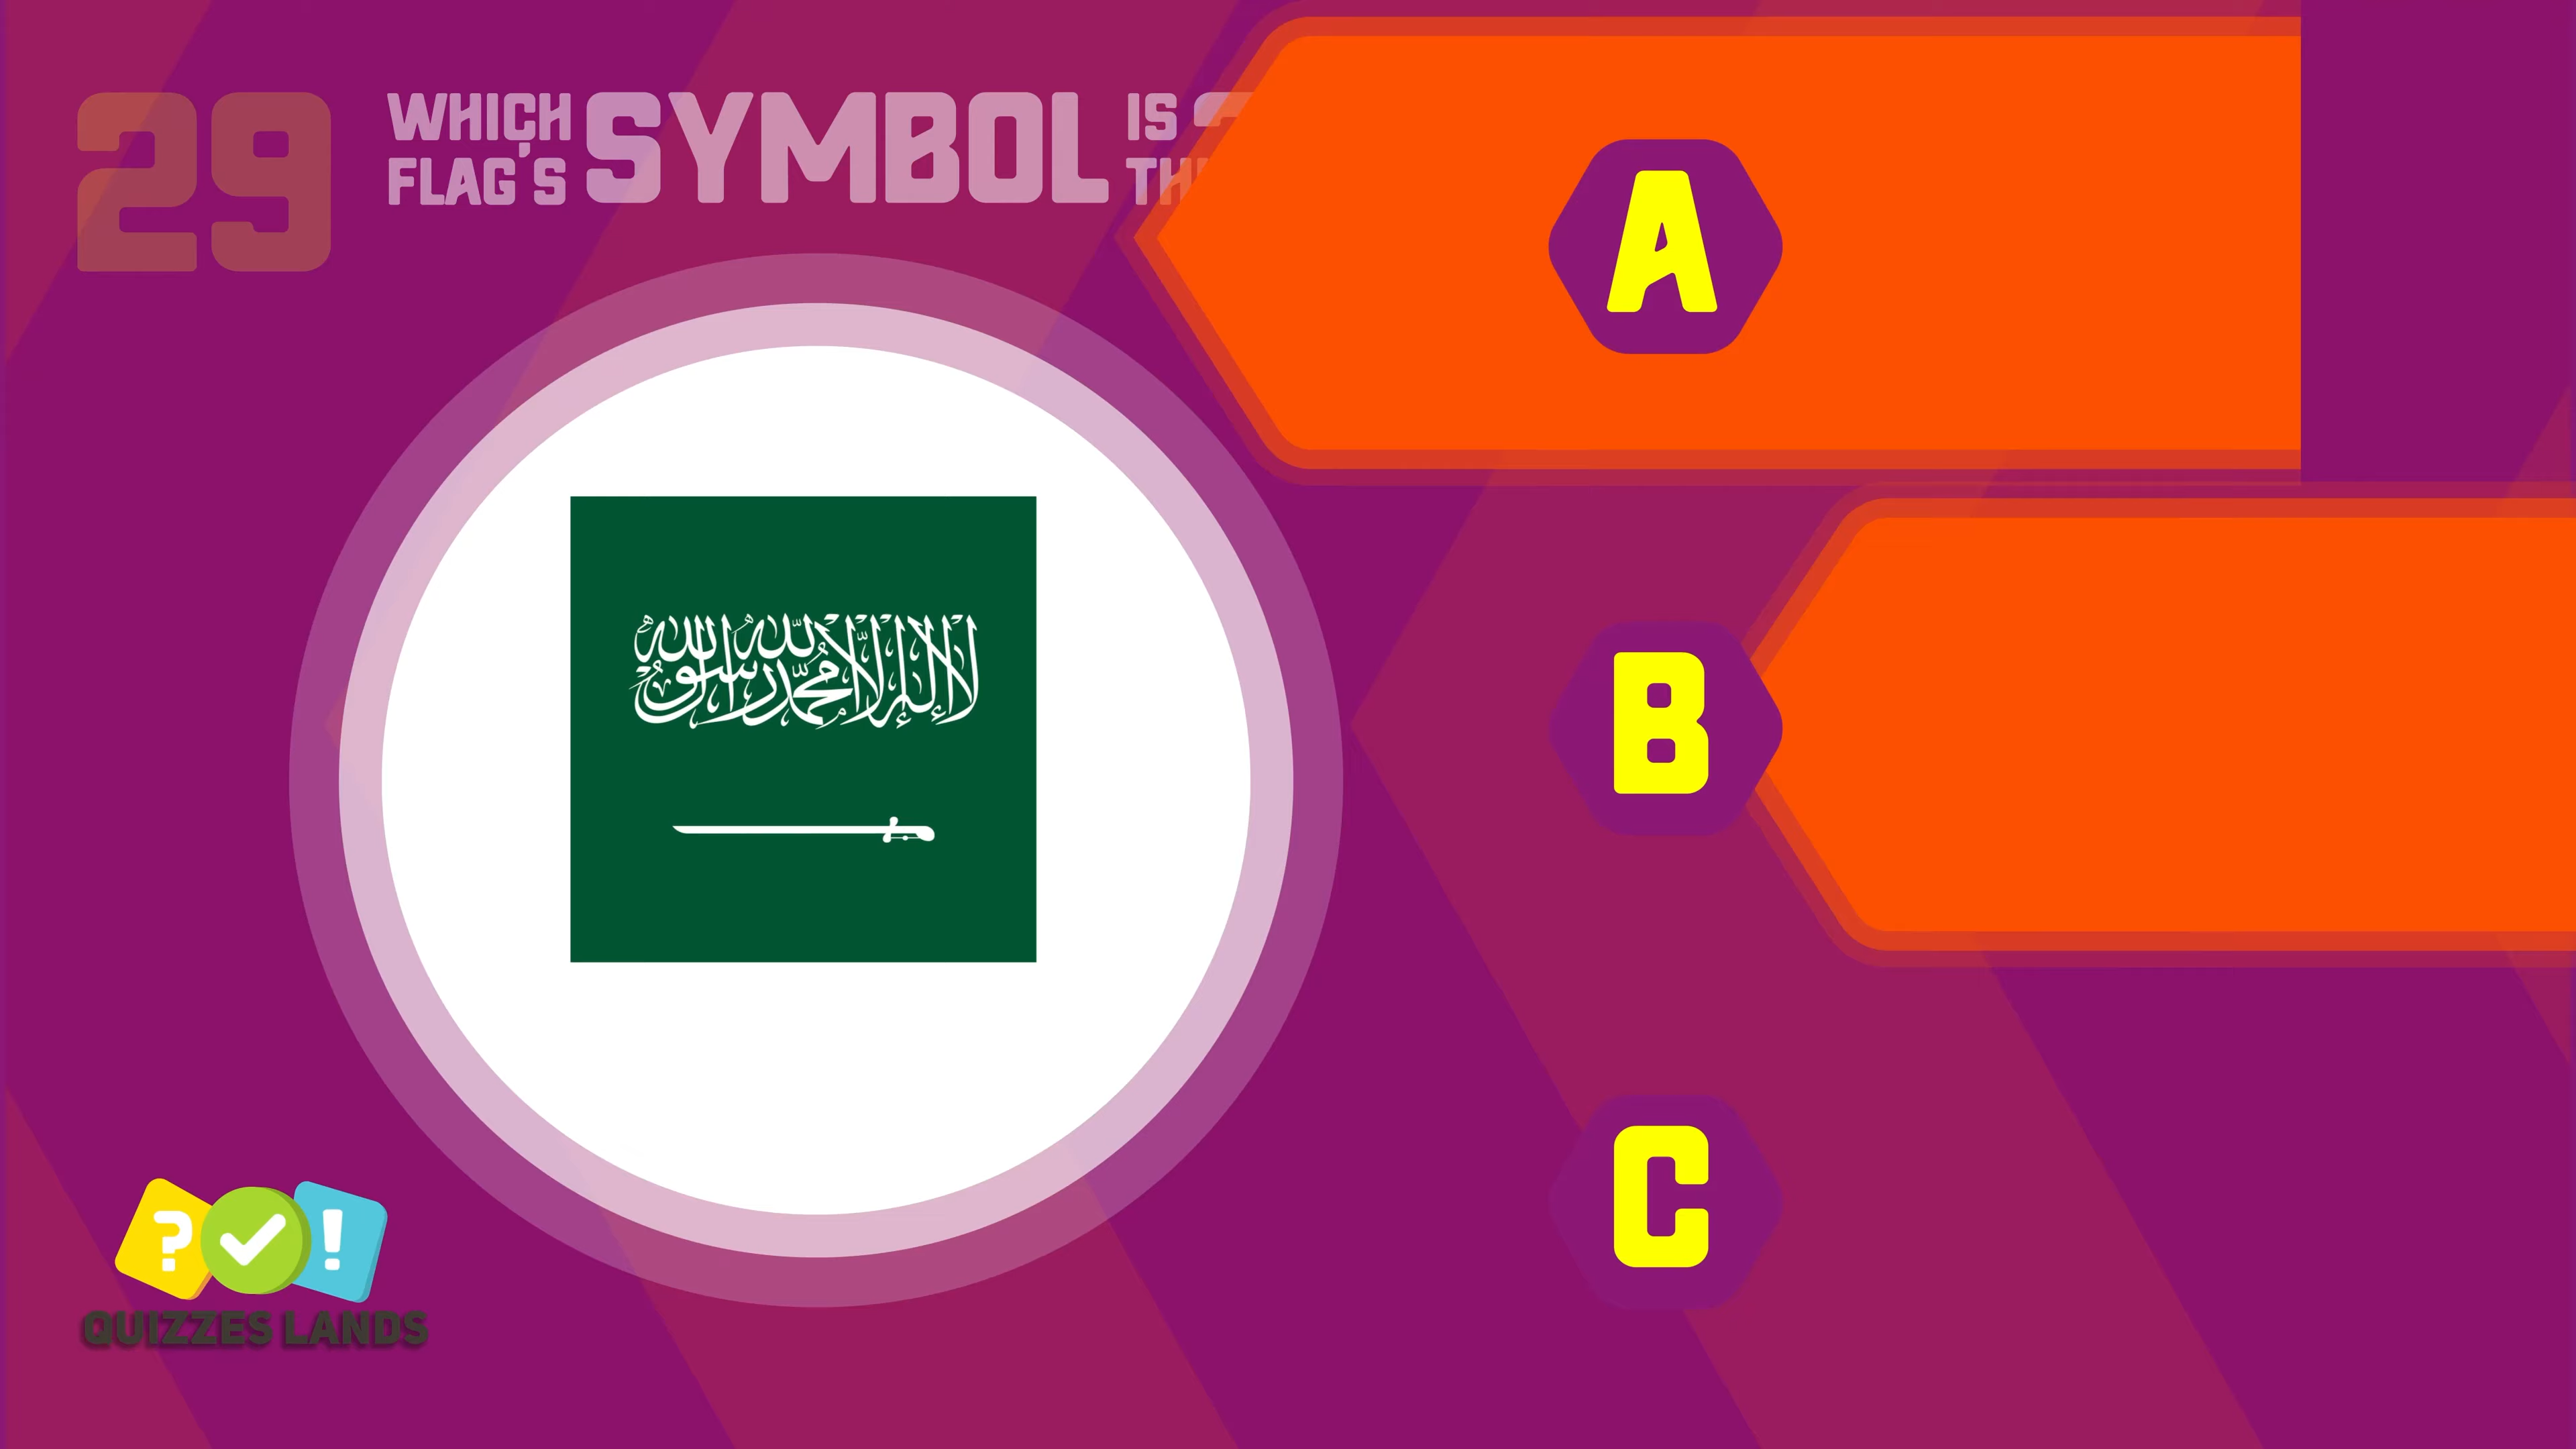 29
WHICH
FLAG'S
SYMBOL
IS
A
لا إله إلا الله محمد رسول الله
B
C
? !
QUIZZES LANDS